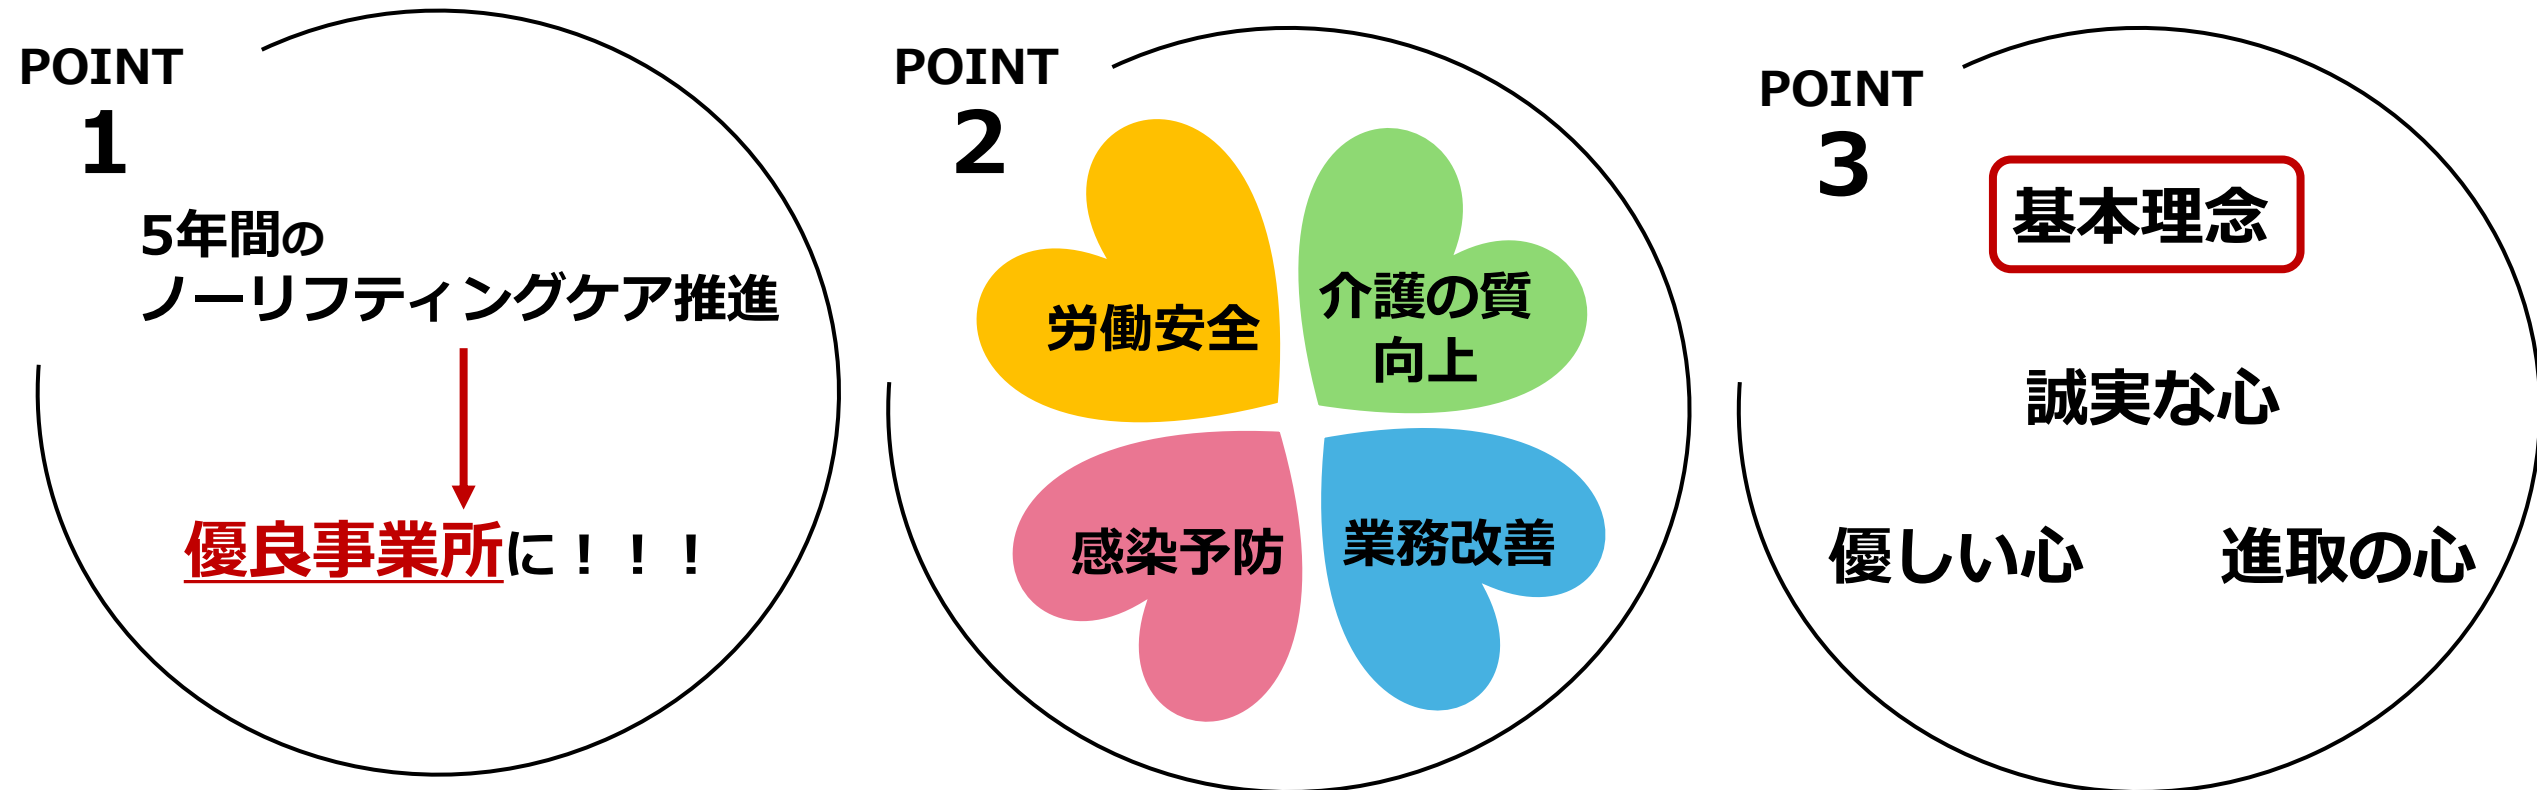 POINT
1
5年間の
ノーリフティングケア推進
優良事業所に！！！
POINT
2
労働安全
介護の質
向上
感染予防
業務改善
POINT
3
基本理念
誠実な心
優しい心
進取の心